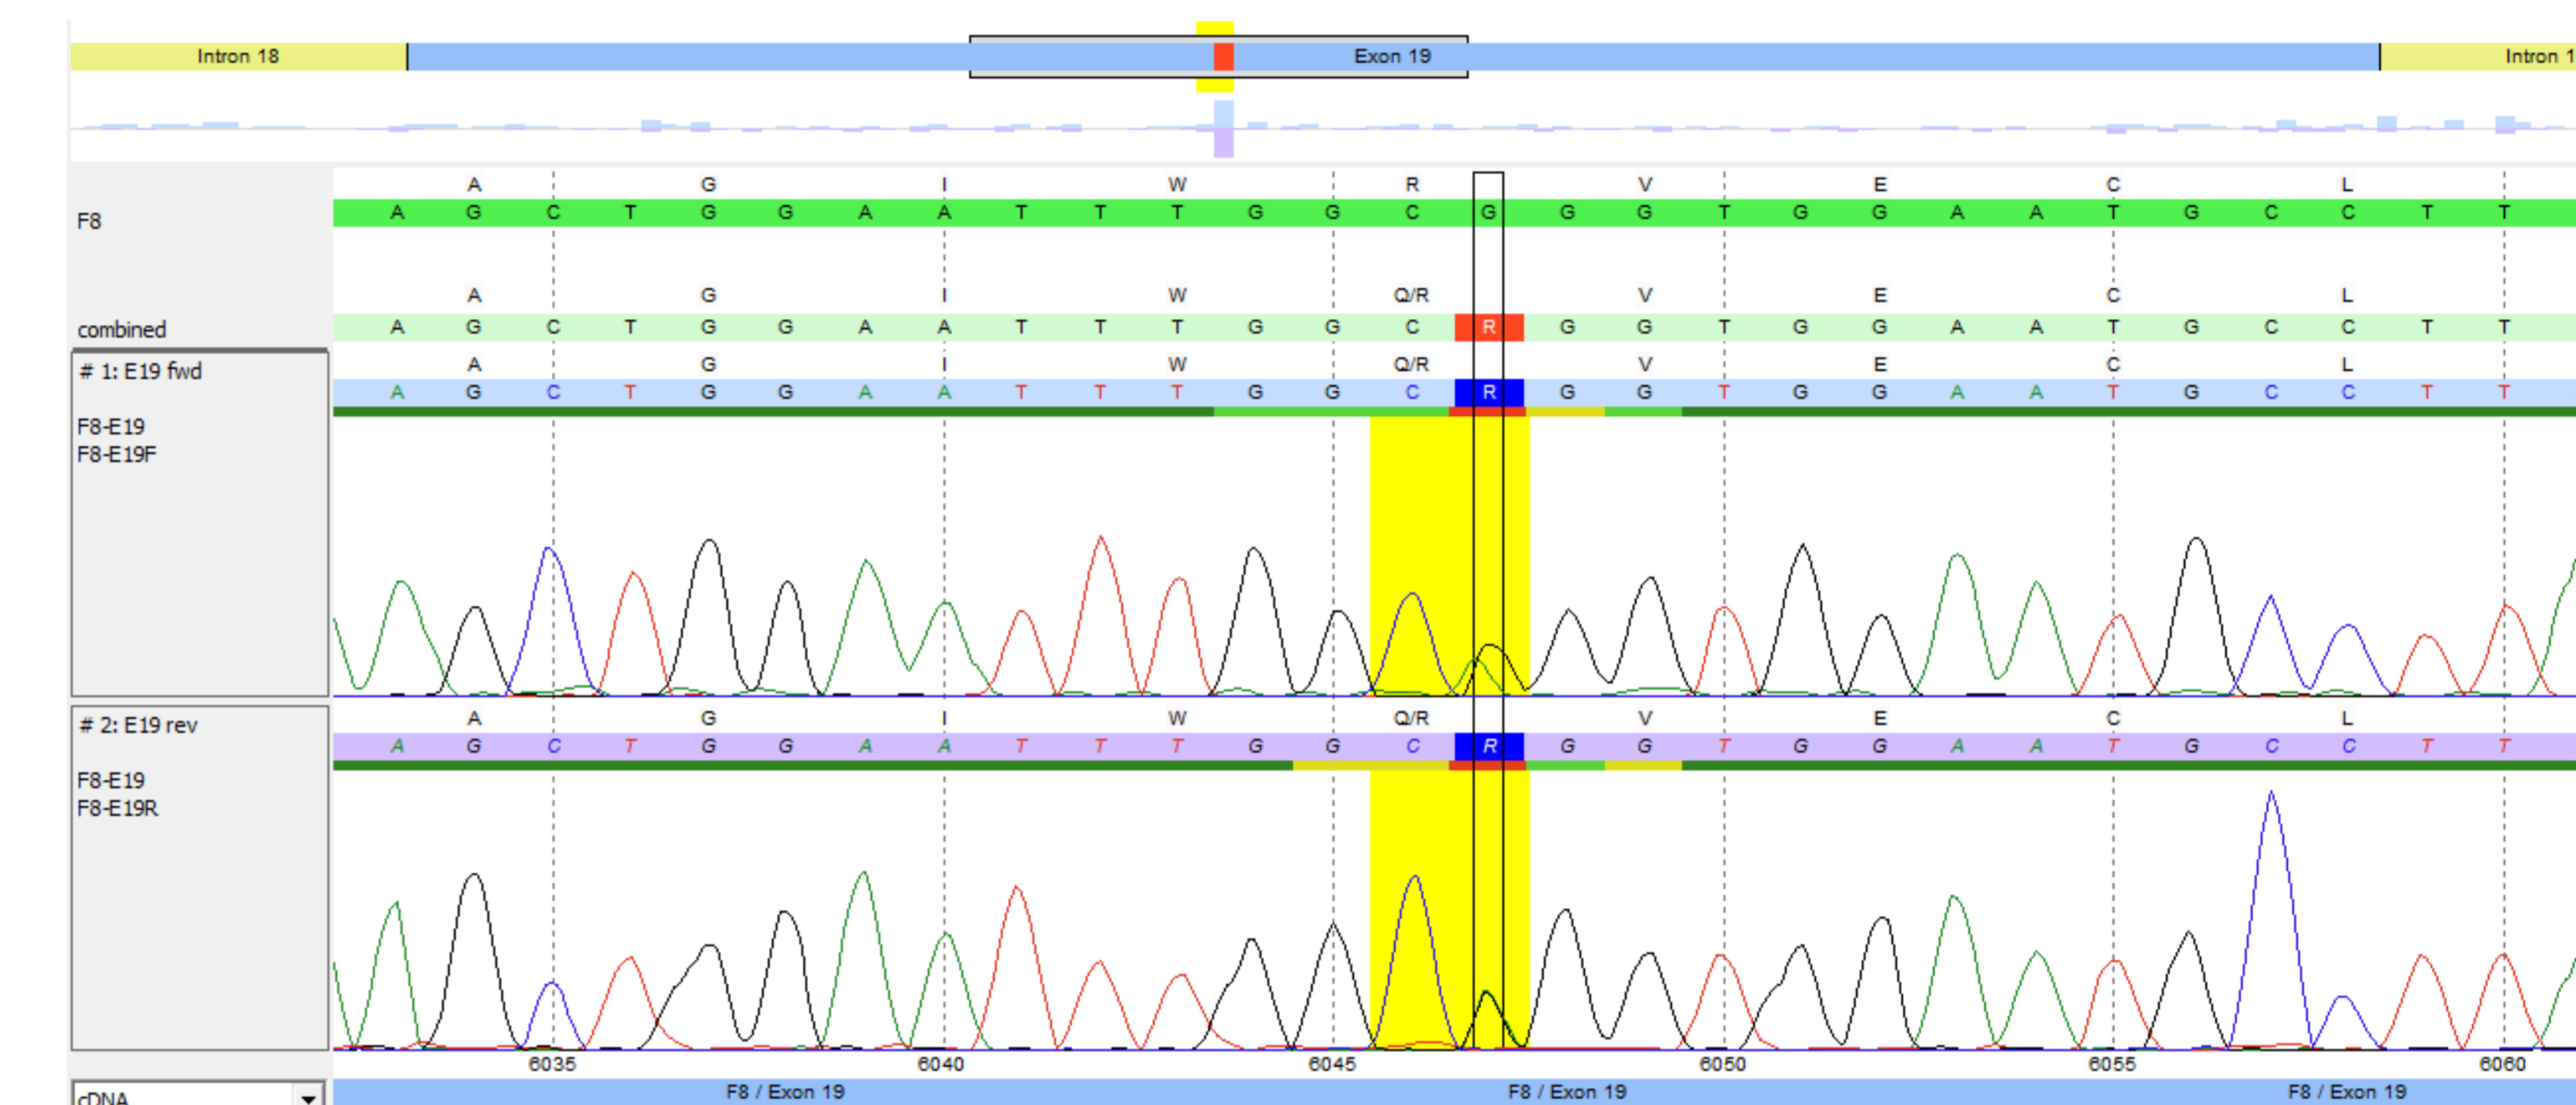 Intron 18 Exon 19 Intron 1
A G I W R V E C L
F8 A G C T G G A A T T T G G C G G G T G G A A T G C C T T
A G I W Q/R V E C L
combined A G C T G G A A T T T G G C R G G T G G A A T G C C T T
# 1: E19 fwd A G I W Q/R V E C L
A G C T G G A A T T T G G C R G G T G G A A T G C C T T
F8-E19
F8-E19F
# 2: E19 rev A G I W Q/R V E C L
A G C T G G A A T T T G G C R G G T G G A A T G C C T T
F8-E19
F8-E19R
6035 6040 6045 6050 6055 6060
cDNA F8 / Exon 19 F8 / Exon 19 F8 / Exon 19